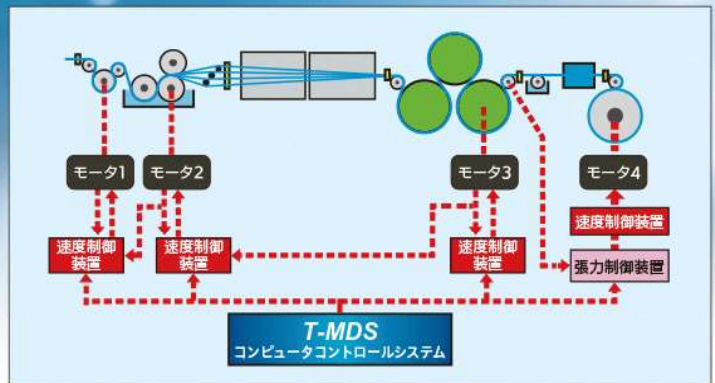 モータ1
モータ2
モータ3
モータ4
速度制御
装置
速度制御
装置
速度制御
装置
速度制御装置
張力制御装置
T-MDS
コンピュータコントロールシステム